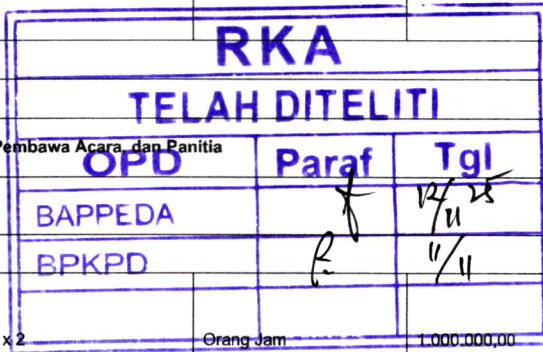 RKA
TELAH DITELITI
Pembawa Acara, dan Panitia
OPD Paraf Tgl
BAPPEDA 12/11 25
BPKPD 11/11
x 2 Orang Jam 1.000.000,00